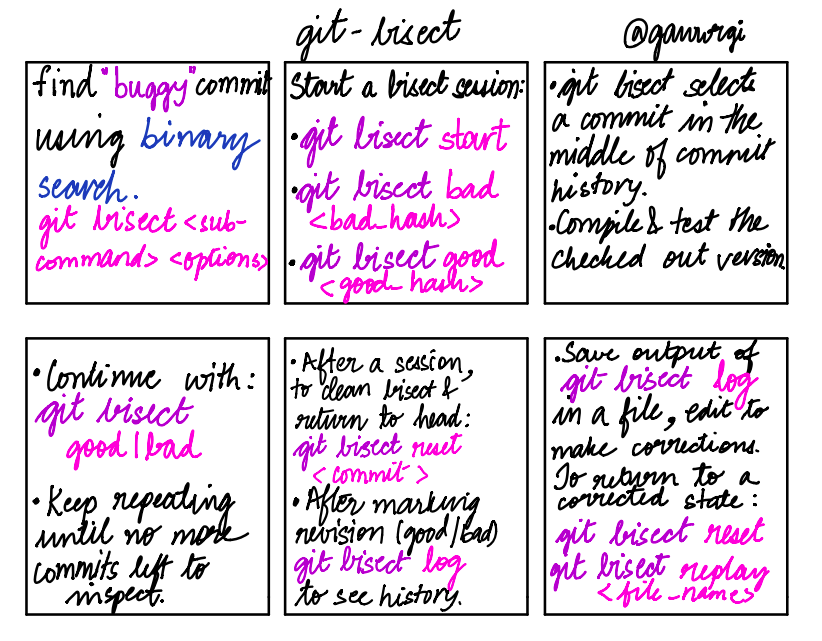 git-bisect
@gauurgi
find "buggy" commit
using binary
search.
git bisect <sub-
command> <options>
Start a bisect session:
• git bisect start
• git bisect bad
<bad_hash>
• git bisect good
<good_hash>
• git bisect selects
a commit in the
middle of commit
history.
• Compile & test the
checked out version.
• Continue with:
git bisect
good|bad
• Keep repeating
until no more
commits left to
inspect.
• After a session,
to clean bisect &
return to head:
git bisect reset
<commit>
• After marking
revision (good/bad)
git bisect log
to see history.
• Save output of
git bisect log
in a file, edit to
make corrections.
To return to a
corrected state:
git bisect reset
git bisect replay
<file_name>